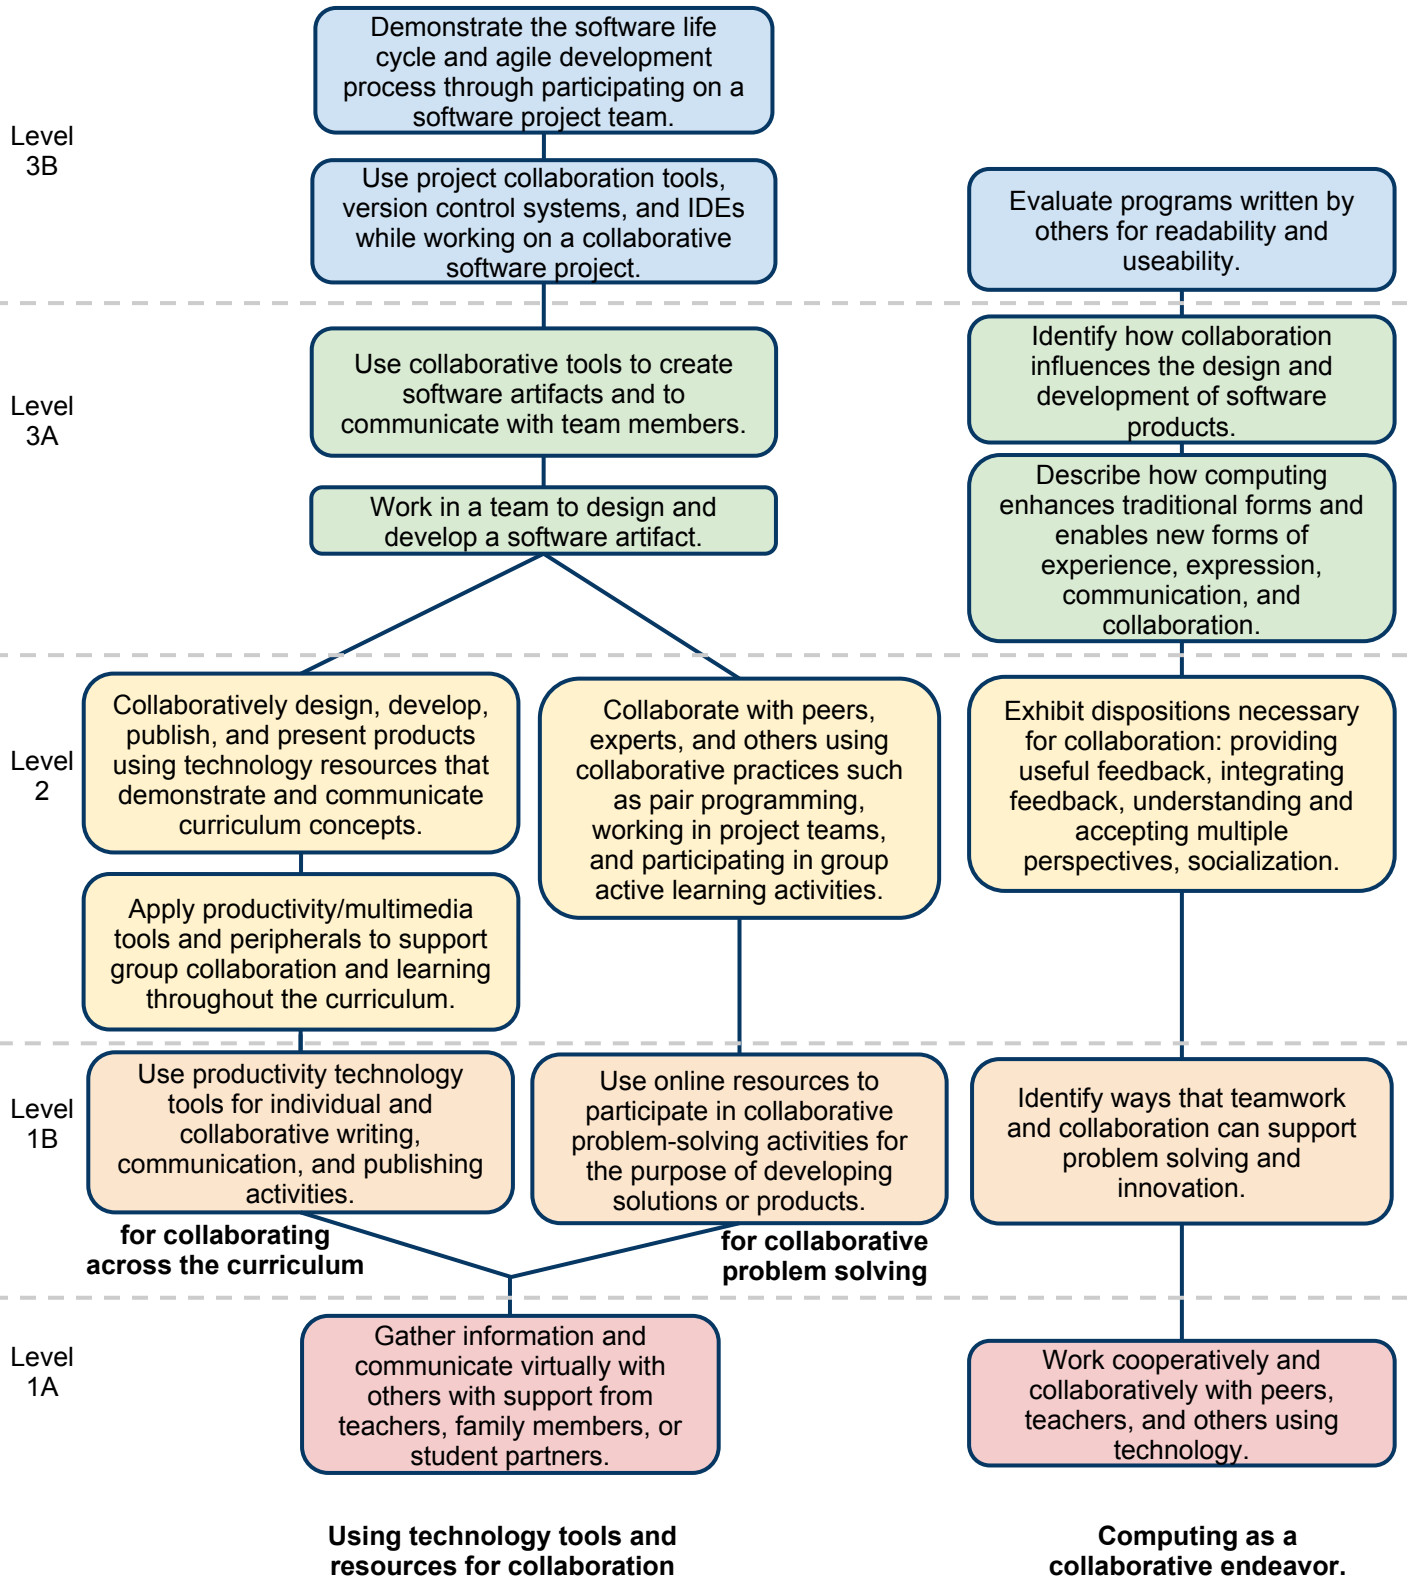 Demonstrate the software life
cycle and agile development
process through participating on a
software project team.
Level
3B
Use project collaboration tools,
version control systems, and IDEs
while working on a collaborative
software project.
Evaluate programs written by
others for readability and
useability.
Level
3A
Use collaborative tools to create
software artifacts and to
communicate with team members.
Work in a team to design and
develop a software artifact.
Identify how collaboration
influences the design and
development of software
products.
Describe how computing
enhances traditional forms and
enables new forms of
experience, expression,
communication, and
collaboration.
Level
2
Collaboratively design, develop,
publish, and present products
using technology resources that
demonstrate and communicate
curriculum concepts.
Apply productivity/multimedia
tools and peripherals to support
group collaboration and learning
throughout the curriculum.
Collaborate with peers,
experts, and others using
collaborative practices such
as pair programming,
working in project teams,
and participating in group
active learning activities.
Exhibit dispositions necessary
for collaboration: providing
useful feedback, integrating
feedback, understanding and
accepting multiple
perspectives, socialization.
Level
1B
Use productivity technology
tools for individual and
collaborative writing,
communication, and publishing
activities.
Use online resources to
participate in collaborative
problem-solving activities for
the purpose of developing
solutions or products.
Identify ways that teamwork
and collaboration can support
problem solving and
innovation.
for collaborating
across the curriculum
for collaborative
problem solving
Level
1A
Gather information and
communicate virtually with
others with support from
teachers, family members, or
student partners.
Work cooperatively and
collaboratively with peers,
teachers, and others using
technology.
Using technology tools and
resources for collaboration
Computing as a
collaborative endeavor.